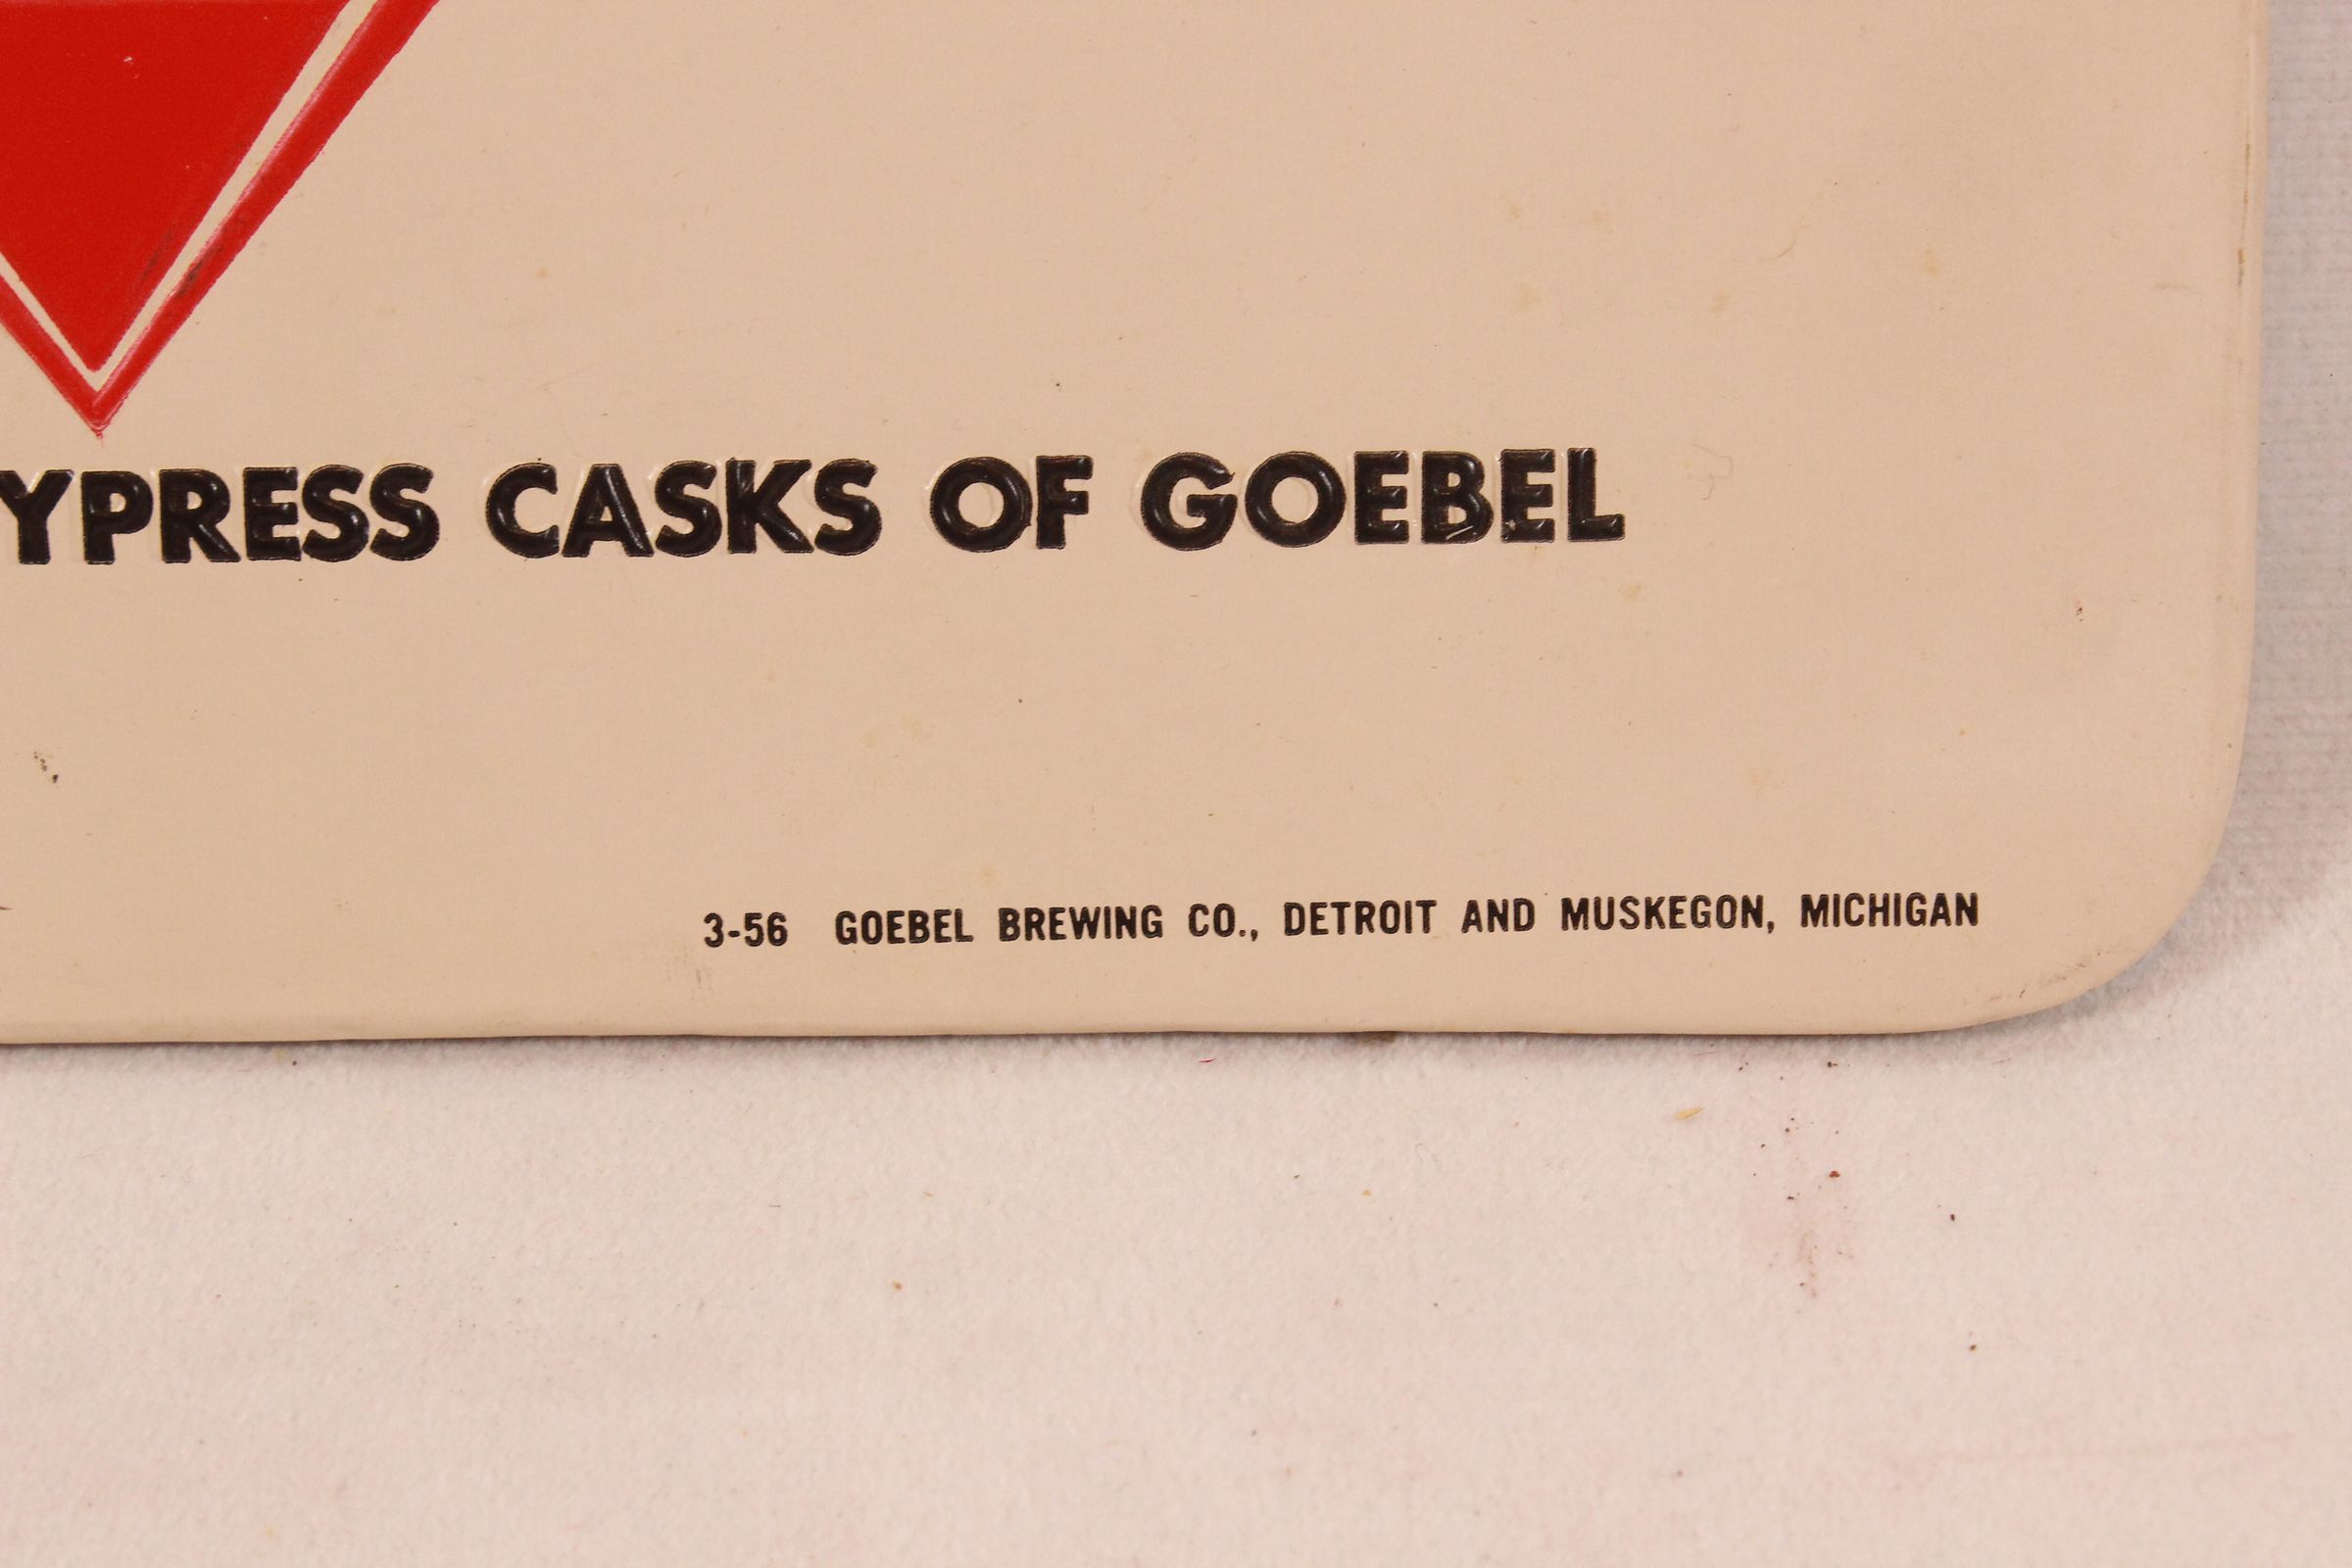 YPRESS CASKS OF GOEBEL
3-56 GOEBEL BREWING CO., DETROIT AND MUSKEGON, MICHIGAN